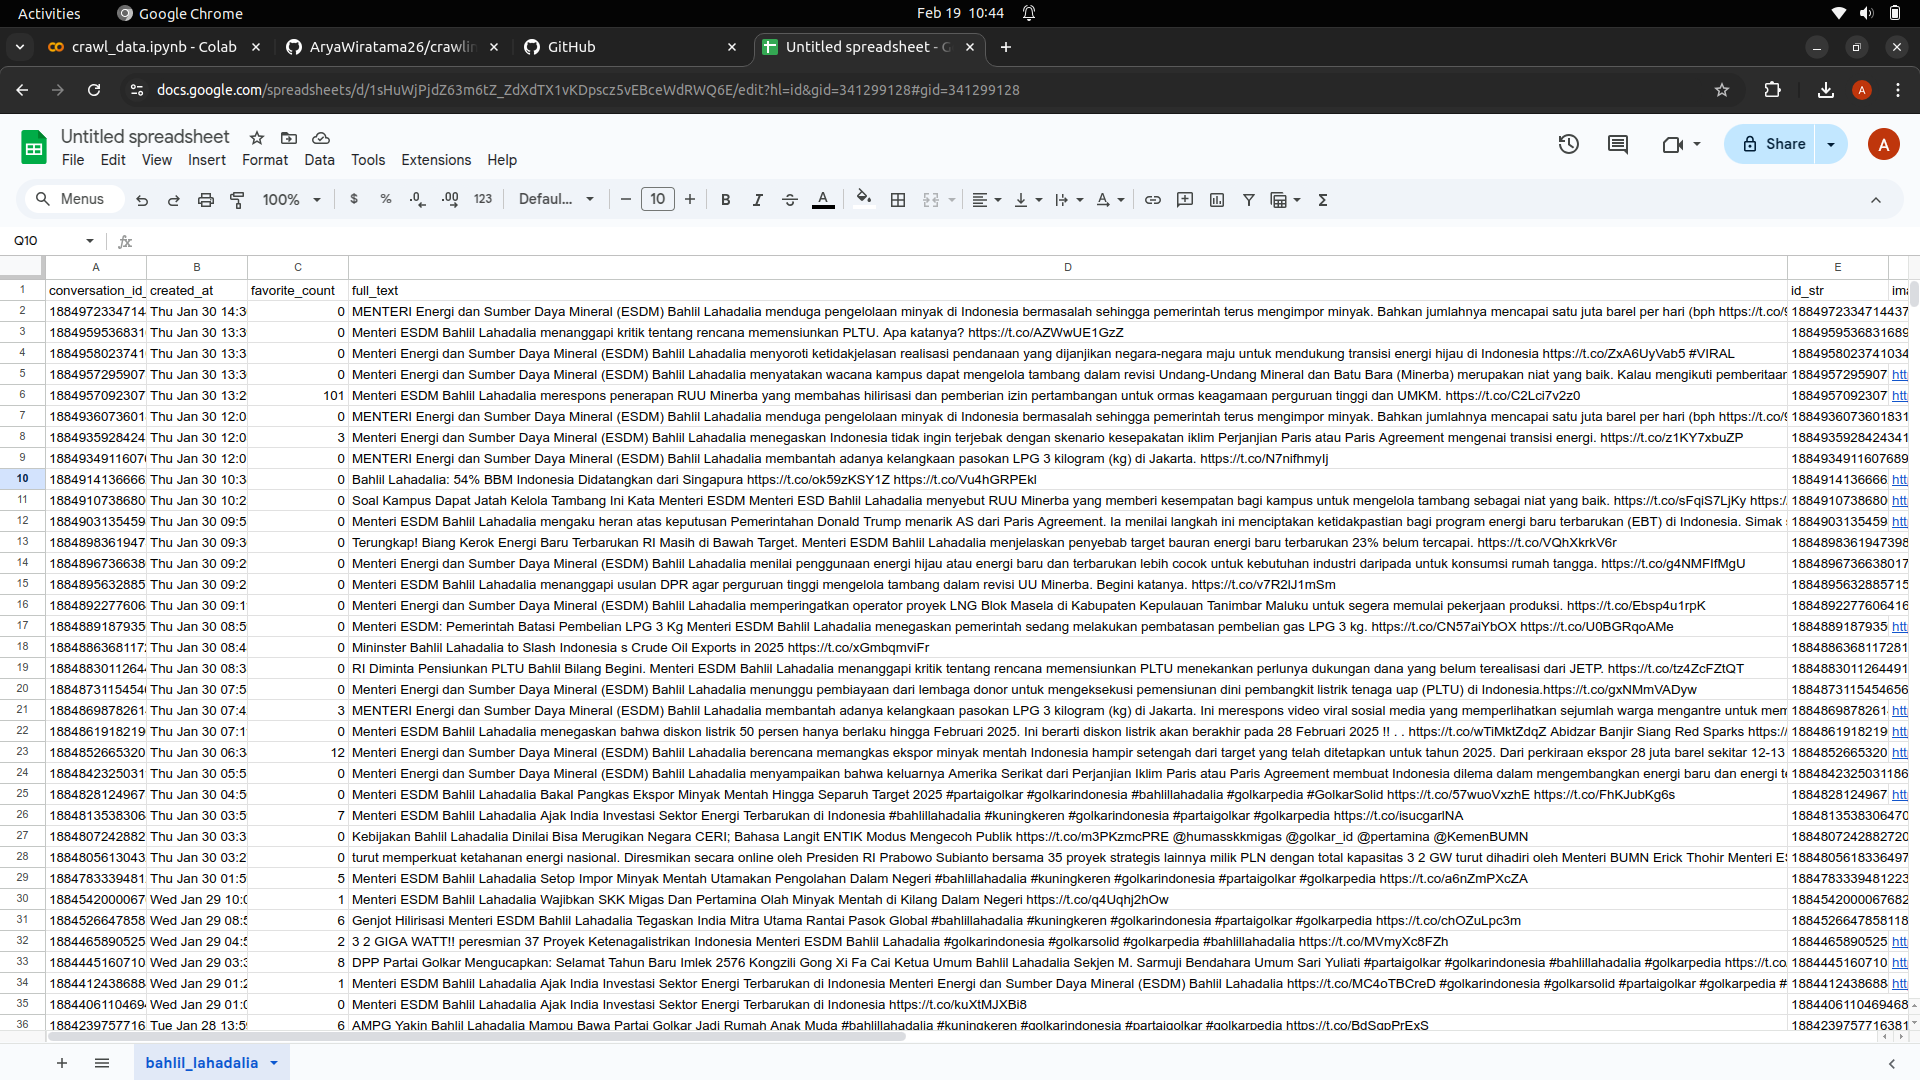 Activities Google Chrome Feb 19 10:44
crawl_data.ipynb - Colab AryaWiratama26/crawlin GitHub Untitled spreadsheet - G
docs.google.com/spreadsheets/d/1sHuWjPjdZ63m6tZ_ZdXdTX1vKDpscz5vEBceWdRWQ6E/edit?hl=id&gid=341299128#gid=341299128 A
Untitled spreadsheet
File Edit View Insert Format Data Tools Extensions Help Share A
Menus 100% $ % .0 .00 123 Defaul... 10 B I A
Q10 fx
A B C D E
1 conversation_id_ created_at favorite_count full_text id_str ima
2 1884972334714 Thu Jan 30 14:3 0 MENTERI Energi dan Sumber Daya Mineral (ESDM) Bahlil Lahadalia menduga pengelolaan minyak di Indonesia bermasalah sehingga pemerintah terus mengimpor minyak. Bahkan jumlahnya mencapai satu juta barel per hari (bph https://t.co/9 1884972334714437
3 1884959536831 Thu Jan 30 13:3 0 Menteri ESDM Bahlil Lahadalia menanggapi kritik tentang rencana memensiunkan PLTU. Apa katanya? https://t.co/AZWwUE1GzZ 1884959536831689
4 1884958023741 Thu Jan 30 13:3 0 Menteri Energi dan Sumber Daya Mineral (ESDM) Bahlil Lahadalia menyoroti ketidakjelasan realisasi pendanaan yang dijanjikan negara-negara maju untuk mendukung transisi energi hijau di Indonesia https://t.co/ZxA6UyVab5 #VIRAL 1884958023741034
5 1884957295907 Thu Jan 30 13:3 0 Menteri Energi dan Sumber Daya Mineral (ESDM) Bahlil Lahadalia menyatakan wacana kampus dapat mengelola tambang dalam revisi Undang-Undang Mineral dan Batu Bara (Minerba) merupakan niat yang baik. Kalau mengikuti pemberitaan 1884957295907 htt
6 1884957092307 Thu Jan 30 13:2 101 Menteri ESDM Bahlil Lahadalia merespons penerapan RUU Minerba yang membahas hilirisasi dan pemberian izin pertambangan untuk ormas keagamaan perguruan tinggi dan UMKM. https://t.co/C2Lci7v2z0 1884957092307 htt
7 1884936073601 Thu Jan 30 12:0 0 MENTERI Energi dan Sumber Daya Mineral (ESDM) Bahlil Lahadalia menduga pengelolaan minyak di Indonesia bermasalah sehingga pemerintah terus mengimpor minyak. Bahkan jumlahnya mencapai satu juta barel per hari (bph https://t.co/9 1884936073601831
8 1884935928424 Thu Jan 30 12:0 3 Menteri Energi dan Sumber Daya Mineral (ESDM) Bahlil Lahadalia menegaskan Indonesia tidak ingin terjebak dengan skenario kesepakatan iklim Perjanjian Paris atau Paris Agreement mengenai transisi energi. https://t.co/z1KY7xbuZP 1884935928424341
9 1884934911607 Thu Jan 30 12:0 0 MENTERI Energi dan Sumber Daya Mineral (ESDM) Bahlil Lahadalia membantah adanya kelangkaan pasokan LPG 3 kilogram (kg) di Jakarta. https://t.co/N7nifhmyIj 1884934911607689
10 1884914136666 Thu Jan 30 10:3 0 Bahlil Lahadalia: 54% BBM Indonesia Didatangkan dari Singapura https://t.co/ok59zKSY1Z https://t.co/Vu4hGRPEkl 1884914136666 htt
11 1884910738680 Thu Jan 30 10:2 0 Soal Kampus Dapat Jatah Kelola Tambang Ini Kata Menteri ESDM Menteri ESD Bahlil Lahadalia menyebut RUU Minerba yang memberi kesempatan bagi kampus untuk mengelola tambang sebagai niat yang baik. https://t.co/sFqiS7LjKy https:/ 1884910738680 htt
12 1884903135459 Thu Jan 30 09:5 0 Menteri ESDM Bahlil Lahadalia mengaku heran atas keputusan Pemerintahan Donald Trump menarik AS dari Paris Agreement. Ia menilai langkah ini menciptakan ketidakpastian bagi program energi baru terbarukan (EBT) di Indonesia. Simak 1884903135459 htt
13 1884898361947 Thu Jan 30 09:3 0 Terungkap! Biang Kerok Energi Baru Terbarukan RI Masih di Bawah Target. Menteri ESDM Bahlil Lahadalia menjelaskan penyebab target bauran energi baru terbarukan 23% belum tercapai. https://t.co/VQhXkrkV6r 1884898361947398
14 1884896736638 Thu Jan 30 09:2 0 Menteri Energi dan Sumber Daya Mineral (ESDM) Bahlil Lahadalia menilai penggunaan energi hijau atau energi baru dan terbarukan lebih cocok untuk kebutuhan industri daripada untuk konsumsi rumah tangga. https://t.co/g4NMFIfMgU 1884896736638017
15 1884895632885 Thu Jan 30 09:2 0 Menteri ESDM Bahlil Lahadalia menanggapi usulan DPR agar perguruan tinggi mengelola tambang dalam revisi UU Minerba. Begini katanya. https://t.co/v7R2lJ1mSm 1884895632885715
16 1884892277606 Thu Jan 30 09:1 0 Menteri Energi dan Sumber Daya Mineral (ESDM) Bahlil Lahadalia memperingatkan operator proyek LNG Blok Masela di Kabupaten Kepulauan Tanimbar Maluku untuk segera memulai pekerjaan produksi. https://t.co/Ebsp4u1rpK 1884892277606416
17 1884889187935 Thu Jan 30 08:5 0 Menteri ESDM: Pemerintah Batasi Pembelian LPG 3 Kg Menteri ESDM Bahlil Lahadalia menegaskan pemerintah sedang melakukan pembatasan pembelian gas LPG 3 kg. https://t.co/CN57aiYbOX https://t.co/U0BGRqoAMe 1884889187935 htt
18 188488636811 Thu Jan 30 08:4 0 Mininster Bahlil Lahadalia to Slash Indonesia s Crude Oil Exports in 2025 https://t.co/xGmbqmviFr 1884886368117281
19 1884883011264 Thu Jan 30 08:3 0 RI Diminta Pensiunkan PLTU Bahlil Bilang Begini. Menteri ESDM Bahlil Lahadalia menanggapi kritik tentang rencana memensiunkan PLTU menekankan perlunya dukungan dana yang belum terealisasi dari JETP. https://t.co/tz4ZcFZtQT 1884883011264491
20 1884873115454 Thu Jan 30 07:5 0 Menteri Energi dan Sumber Daya Mineral (ESDM) Bahlil Lahadalia menunggu pembiayaan dari lembaga donor untuk mengeksekusi pemensiunan dini pembangkit listrik tenaga uap (PLTU) di Indonesia.https://t.co/gxNMmVADyw 1884873115454656
21 188486987826 Thu Jan 30 07:4 3 MENTERI Energi dan Sumber Daya Mineral (ESDM) Bahlil Lahadalia membantah adanya kelangkaan pasokan LPG 3 kilogram (kg) di Jakarta. Ini merespons video viral sosial media yang memperlihatkan sejumlah warga mengantre untuk mem 188486987826 htt
22 1884861918219 Thu Jan 30 07:1 0 Menteri ESDM Bahlil Lahadalia menegaskan bahwa diskon listrik 50 persen hanya berlaku hingga Februari 2025. Ini berarti diskon listrik akan berakhir pada 28 Februari 2025 !! . . https://t.co/wTiMktZdqZ Abidzar Banjir Siang Red Sparks https:// 1884861918219 htt
23 1884852665320 Thu Jan 30 06:3 12 Menteri Energi dan Sumber Daya Mineral (ESDM) Bahlil Lahadalia berencana memangkas ekspor minyak mentah Indonesia hampir setengah dari target yang telah ditetapkan untuk tahun 2025. Dari perkiraan ekspor 28 juta barel sekitar 12-13 1884852665320 htt
24 188484232503 Thu Jan 30 05:5 0 Menteri Energi dan Sumber Daya Mineral (ESDM) Bahlil Lahadalia menyampaikan bahwa keluarnya Amerika Serikat dari Perjanjian Iklim Paris atau Paris Agreement membuat Indonesia dilema dalam mengembangkan energi baru dan energi te 1884842325031186
25 1884828124967 Thu Jan 30 04:5 0 Menteri ESDM Bahlil Lahadalia Bakal Pangkas Ekspor Minyak Mentah Hingga Separuh Target 2025 #partaigolkar #golkarindonesia #bahlillahadalia #golkarpedia #GolkarSolid https://t.co/57wuoVxzhE https://t.co/FhKJubKg6s 1884828124967 htt
26 1884813538306 Thu Jan 30 03:5 7 Menteri ESDM Bahlil Lahadalia Ajak India Investasi Sektor Energi Terbarukan di Indonesia #bahlillahadalia #kuningkeren #golkarindonesia #partaigolkar #golkarpedia https://t.co/isucgarlNA 1884813538306470
27 1884807242882 Thu Jan 30 03:3 0 Kebijakan Bahlil Lahadalia Dinilai Bisa Merugikan Negara CERI; Bahasa Langit ENTIK Modus Mengecoh Publik https://t.co/m3PKzmcPRE @humasskkmigas @golkar_id @pertamina @KemenBUMN 1884807242882720
28 1884805613043 Thu Jan 30 03:2 0 turut memperkuat ketahanan energi nasional. Diresmikan secara online oleh Presiden RI Prabowo Subianto bersama 35 proyek strategis lainnya milik PLN dengan total kapasitas 3 2 GW turut dihadiri oleh Menteri BUMN Erick Thohir Menteri ES 1884805618336497
29 1884783339481 Thu Jan 30 01:5 5 Menteri ESDM Bahlil Lahadalia Setop Impor Minyak Mentah Utamakan Pengolahan Dalam Negeri #bahlillahadalia #kuningkeren #golkarindonesia #partaigolkar #golkarpedia https://t.co/a6nZmPXcZA 1884783339481223
30 1884542000067 Wed Jan 29 10:0 1 Menteri ESDM Bahlil Lahadalia Wajibkan SKK Migas Dan Pertamina Olah Minyak Mentah di Kilang Dalam Negeri https://t.co/q4Uqhj2hOw 1884542000067682
31 1884526647858 Wed Jan 29 08:5 6 Genjot Hilirisasi Menteri ESDM Bahlil Lahadalia Tegaskan India Mitra Utama Rantai Pasok Global #bahlillahadalia #kuningkeren #golkarindonesia #partaigolkar #golkarpedia https://t.co/chOZuLpc3m 1884526647858118
32 1884465890525 Wed Jan 29 04:5 2 3 2 GIGA WATT!! peresmian 37 Proyek Ketenagalistrikan Indonesia Menteri ESDM Bahlil Lahadalia #golkarindonesia #golkarsolid #golkarpedia #bahlillahadalia https://t.co/MVmyXc8FZh 1884465890525 htt
33 1884445160710 Wed Jan 29 03:3 8 DPP Partai Golkar Mengucapkan: Selamat Tahun Baru Imlek 2576 Kongzili Gong Xi Fa Cai Ketua Umum Bahlil Lahadalia Sekjen M. Sarmuji Bendahara Umum Sari Yuliati #partaigolkar #golkarindonesia #bahlillahadalia #golkarpedia https://t.co/ 1884445160710 htt
34 1884412438688 Wed Jan 29 01:2 1 Menteri ESDM Bahlil Lahadalia Ajak India Investasi Sektor Energi Terbarukan di Indonesia Menteri Energi dan Sumber Daya Mineral (ESDM) Bahlil Lahadalia https://t.co/MC4oTBCreD #golkarindonesia #golkarsolid #partaigolkar #golkarpedia # 1884412438688 htt
35 1884406110469 Wed Jan 29 01:0 0 Menteri ESDM Bahlil Lahadalia Ajak India Investasi Sektor Energi Terbarukan di Indonesia https://t.co/kuXtMJXBi8 1884406110469468
36 1884239757716 Tue Jan 28 13:5 6 AMPG Yakin Bahlil Lahadalia Mampu Bawa Partai Golkar Jadi Rumah Anak Muda #bahlillahadalia #kuningkeren #golkarindonesia #partaigolkar #golkarpedia https://t.co/BdSgpPrExS 1884239757716381
bahlil_lahadalia